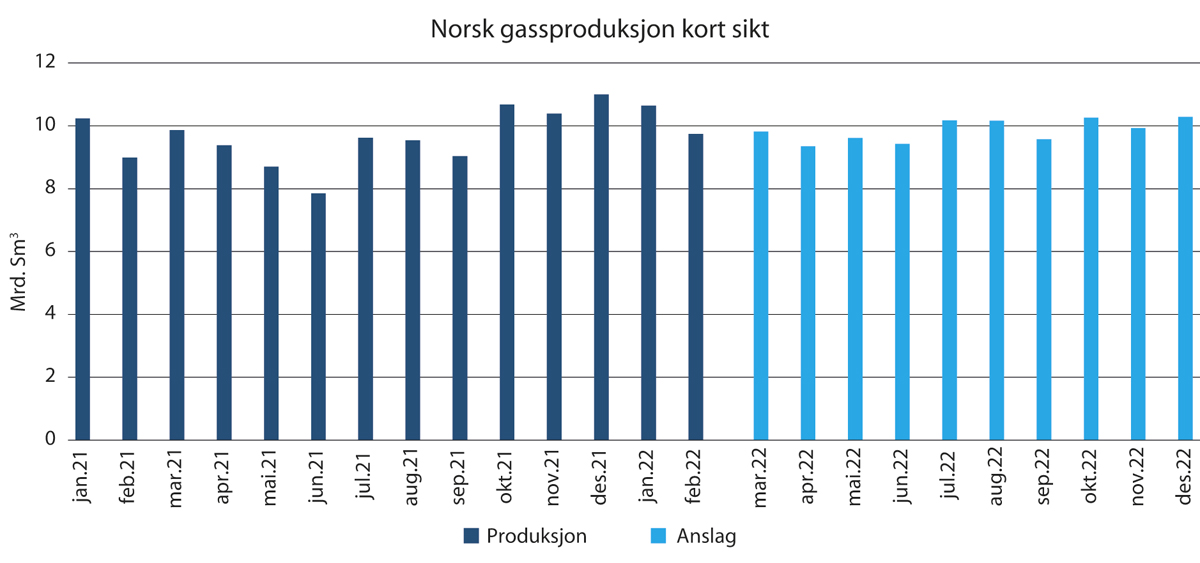 Norsk gassproduksjon kort sikt
Mrd. Sm³
12
10
8
6
4
2
0
jan.21
feb.21
mar.21
apr.21
mai.21
jun.21
jul.21
aug.21
sep.21
okt.21
nov.21
des.21
jan.22
feb.22
mar.22
apr.22
mai.22
jun.22
jul.22
aug.22
sep.22
okt.22
nov.22
des.22
Produksjon
Anslag